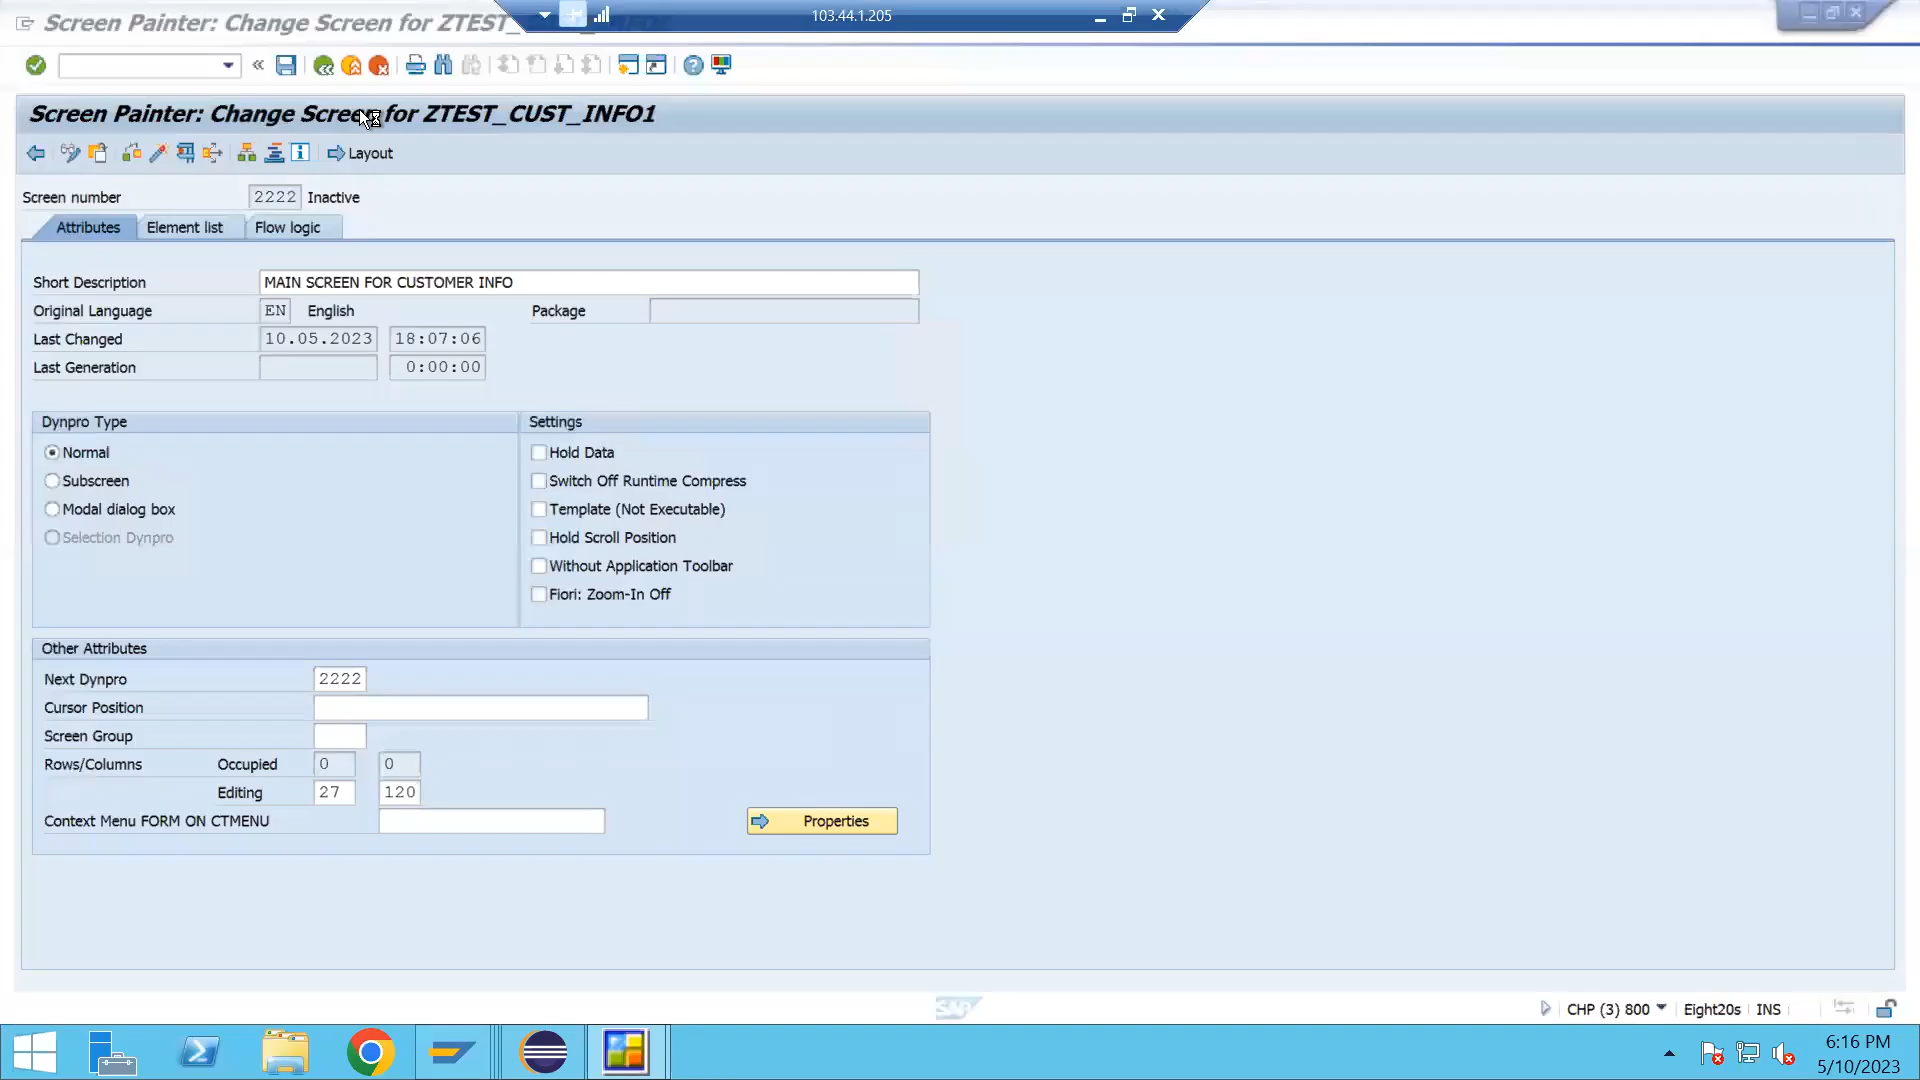 Screen Painter: Change Screen for ZTEST_
103.44.1.205
Screen Painter: Change Screen for ZTEST_CUST_INFO1
Layout
Screen number 2222 Inactive
Attributes Element list Flow logic
Short Description MAIN SCREEN FOR CUSTOMER INFO
Original Language EN English Package
Last Changed 10.05.2023 18:07:06
Last Generation 0:00:00
Dynpro Type Settings
Normal Hold Data
Subscreen Switch Off Runtime Compress
Modal dialog box Template (Not Executable)
Selection Dynpro Hold Scroll Position
Without Application Toolbar
Fiori: Zoom-In Off
Other Attributes
Next Dynpro 2222
Cursor Position
Screen Group
Rows/Columns Occupied 0 0
Editing 27 120
Context Menu FORM ON CTMENU Properties
SAP CHP (3) 800 Eight20s INS
6:16 PM
5/10/2023